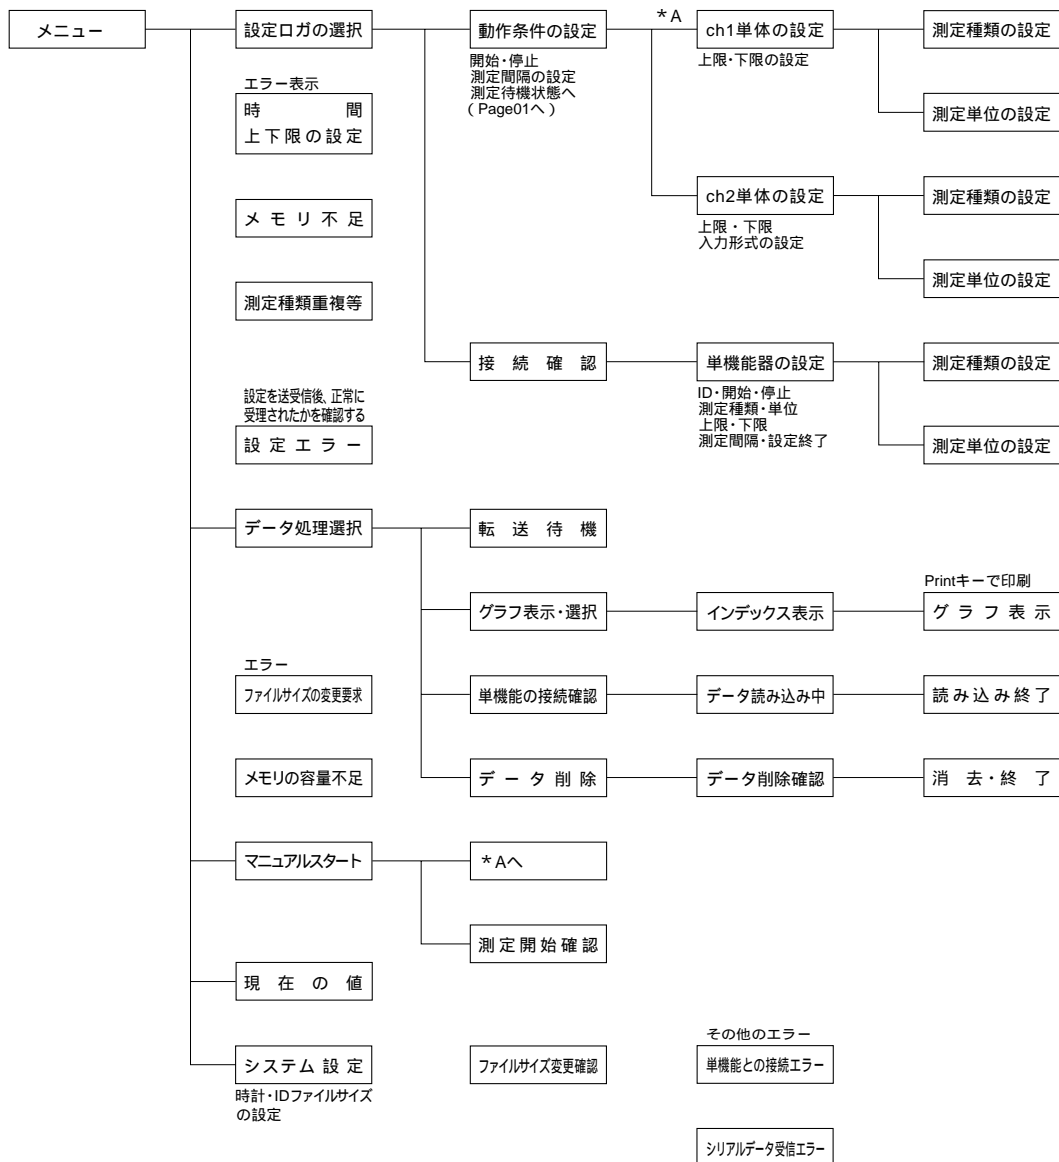 メニュー
設定ロガの選択
動作条件の設定
開始・停止
測定間隔の設定
測定待機状態へ
（Page01へ）
＊A
ch1単体の設定
上限・下限の設定
測定種類の設定
測定単位の設定
エラー表示
時　間
上下限の設定
メモリ不足
測定種類重複等
設定を送受信後、正常に
受理されたかを確認する
設定エラー
ch2単体の設定
上限・下限
入力形式の設定
測定種類の設定
測定単位の設定
接続確認
単機能器の設定
ID・開始・停止
測定種類・単位
上限・下限
測定間隔・設定終了
測定種類の設定
測定単位の設定
データ処理選択
転送待機
グラフ表示・選択
インデックス表示
Printキーで印刷
グラフ表示
エラー
ファイルサイズの変更要求
単機能の接続確認
データ読み込み中
読み込み終了
メモリの容量不足
データ削除
データ削除確認
消去・終了
マニュアルスタート
＊Aへ
測定開始確認
現在の値
システム設定
時計・IDファイルサイズ
の設定
ファイルサイズ変更確認
その他のエラー
単機能との接続エラー
シリアルデータ受信エラー